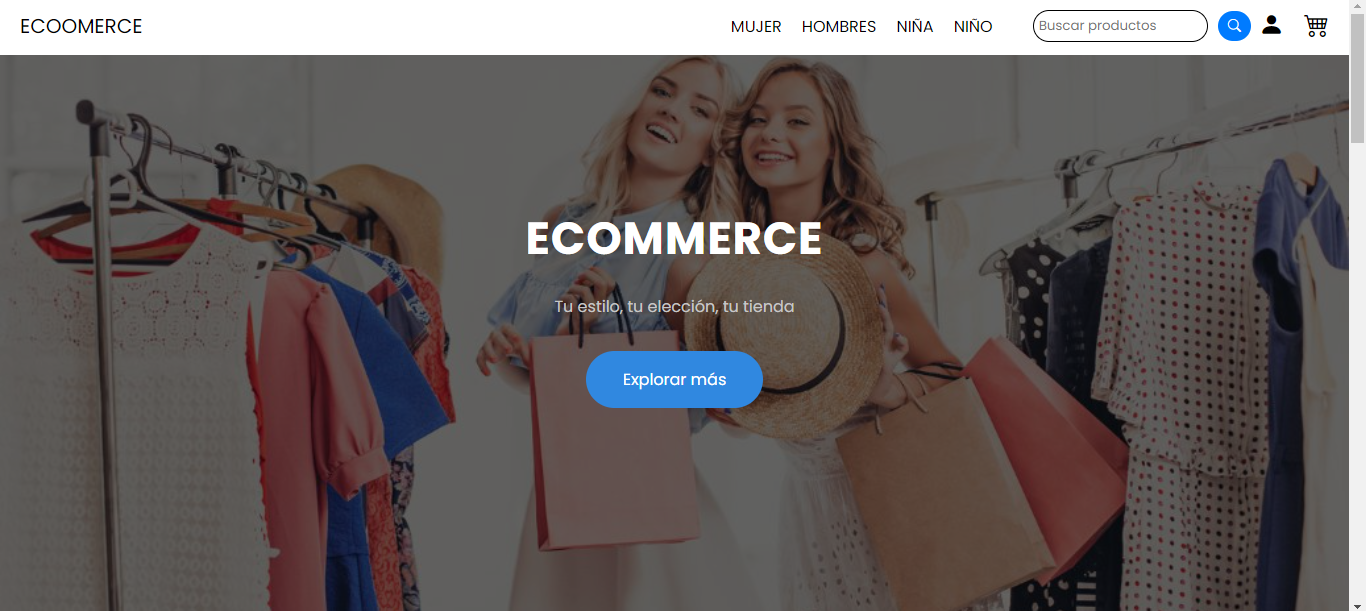 ECOOMERCE
MUJER HOMBRES NIÑA NIÑO Buscar productos
ECOMMERCE
Tu estilo, tu elección, tu tienda
Explorar más